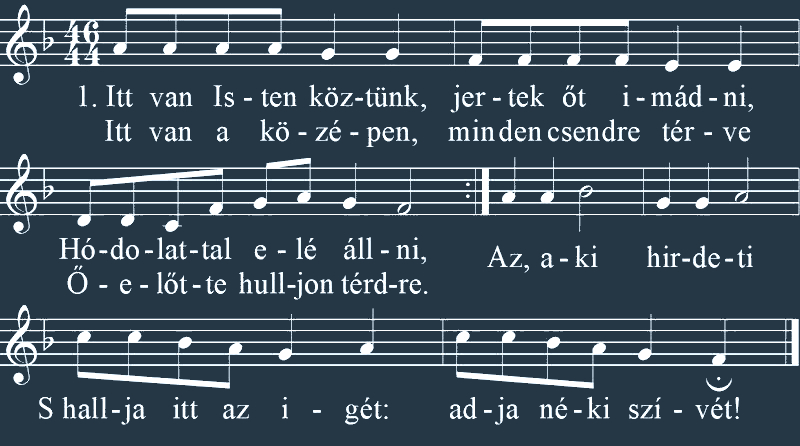 46
44
1. Itt van Is - ten köz-tünk, jer - tek őt i - mád - ni,
Itt van a kö - zé - pen, minden csendre tér - ve
Hó-do-lat-tal e - lé áll - ni,
Ő - e - lőt - te hull-jon térd-re.
Az, a - ki hir-de-ti
S hall-ja itt az i - gét: ad-ja né-ki szí - vét!